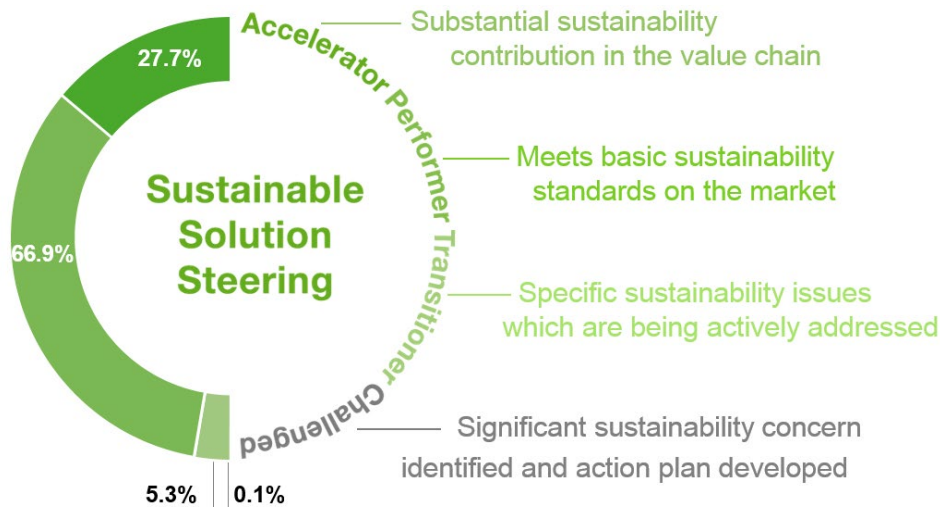 27.7%
66.9%
5.3%
0.1%
Sustainable
Solution
Steering
Accelerator Performer Transitioner Challenged
Substantial sustainability
contribution in the value chain
Meets basic sustainability
standards on the market
Specific sustainability issues
which are being actively addressed
Significant sustainability concern
identified and action plan developed